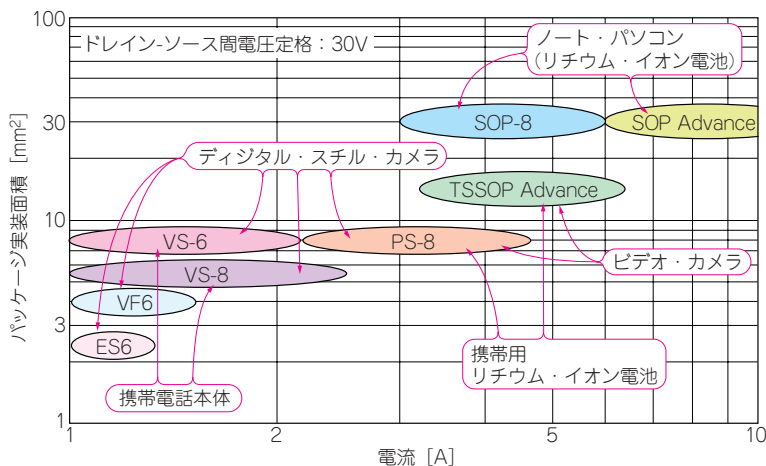 100
ドレイン-ソース間電圧定格：30V
ノート・パソコン
(リチウム・イオン電池)
30
SOP-8
SOP Advance
ディジタル・スチル・カメラ
TSSOP Advance
10
VS-6
PS-8
VS-8
ビデオ・カメラ
VF6
3
ES6
携帯用
リチウム・イオン電池
携帯電話本体
1
1
2
5
10
電流 [A]
パッケージ実装面積 [mm²]